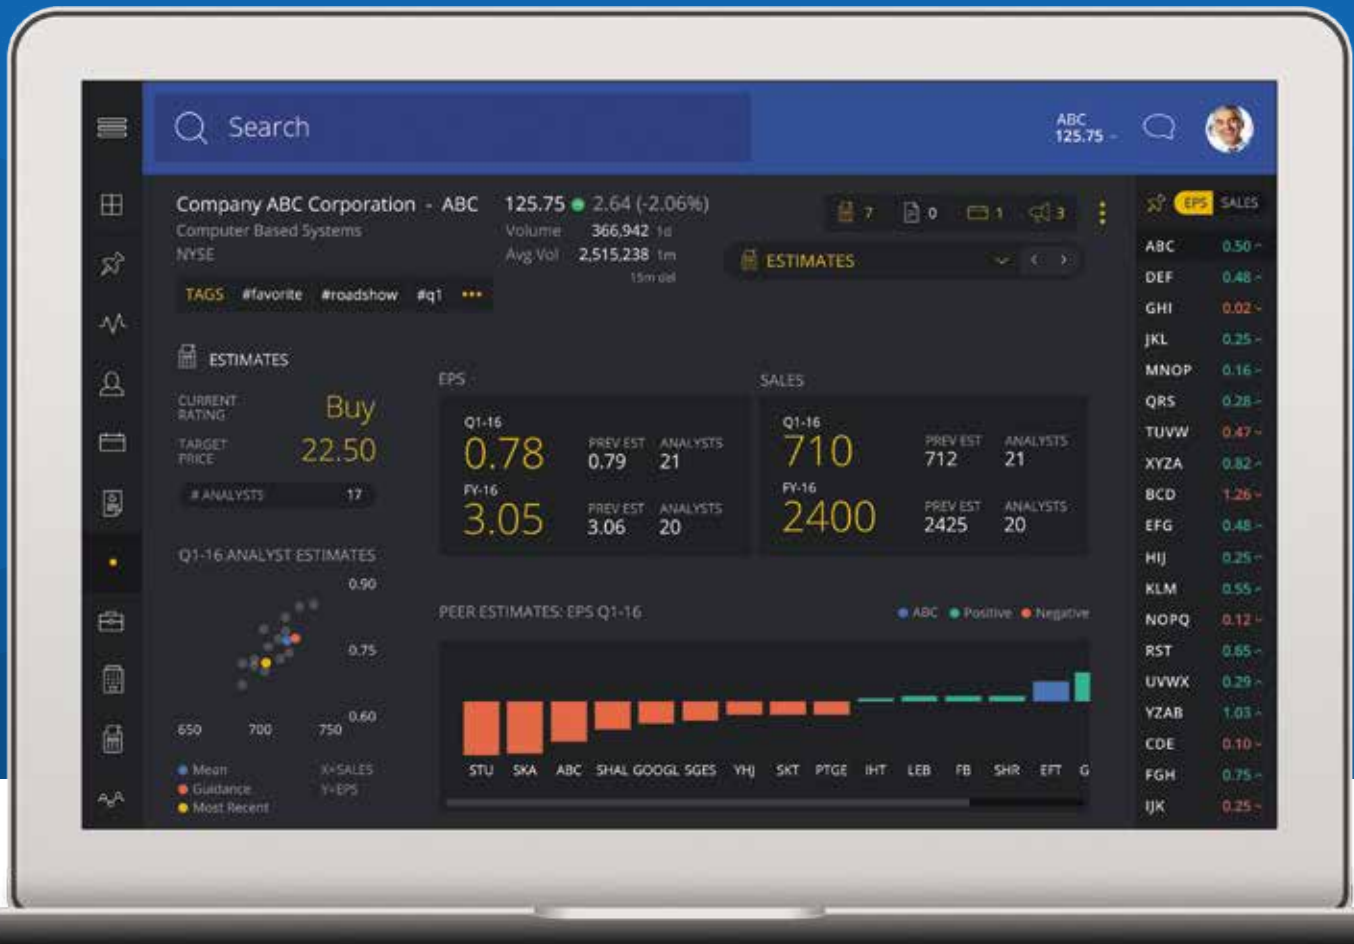 Search
ABC
125.75
Company ABC Corporation - ABC
125.75 2.64 (-2.06%)
Computer Based Systems
Volume 366,942 1d
NYSE
Avg Vol 2,515,238 1m
15m del
TAGS #favorite #roadshow #q1 •••
7 0 1 3
ESTIMATES
ESTIMATES
CURRENT
RATING
Buy
TARGET
PRICE
22.50
# ANALYSTS 17
EPS
Q1-16
0.78
PREV EST ANALYSTS
0.79 21
FY-16
3.05
PREV EST ANALYSTS
3.06 20
SALES
Q1-16
710
PREV EST ANALYSTS
712 21
FY-16
2400
PREV EST ANALYSTS
2425 20
Q1-16 ANALYST ESTIMATES
0.90
0.75
0.60
650 700 750
Mean X=SALES
Guidance Y=EPS
Most Recent
PEER ESTIMATES: EPS Q1-16
ABC Positive Negative
STU SKA ABC SHAL GOOGL SGES YHJ SKT PTGE IHT LEB FB SHR EFT G
EPS SALES
ABC 0.50
DEF 0.48
GHI 0.02
JKL 0.25
MNOP 0.16
QRS 0.28
TUVW 0.47
XYZA 0.82
BCD 1.26
EFG 0.48
HIJ 0.25
KLM 0.55
NOPQ 0.12
RST 0.65
UVWX 0.29
YZAB 1.03
CDE 0.10
FGH 0.75
IJK 0.25